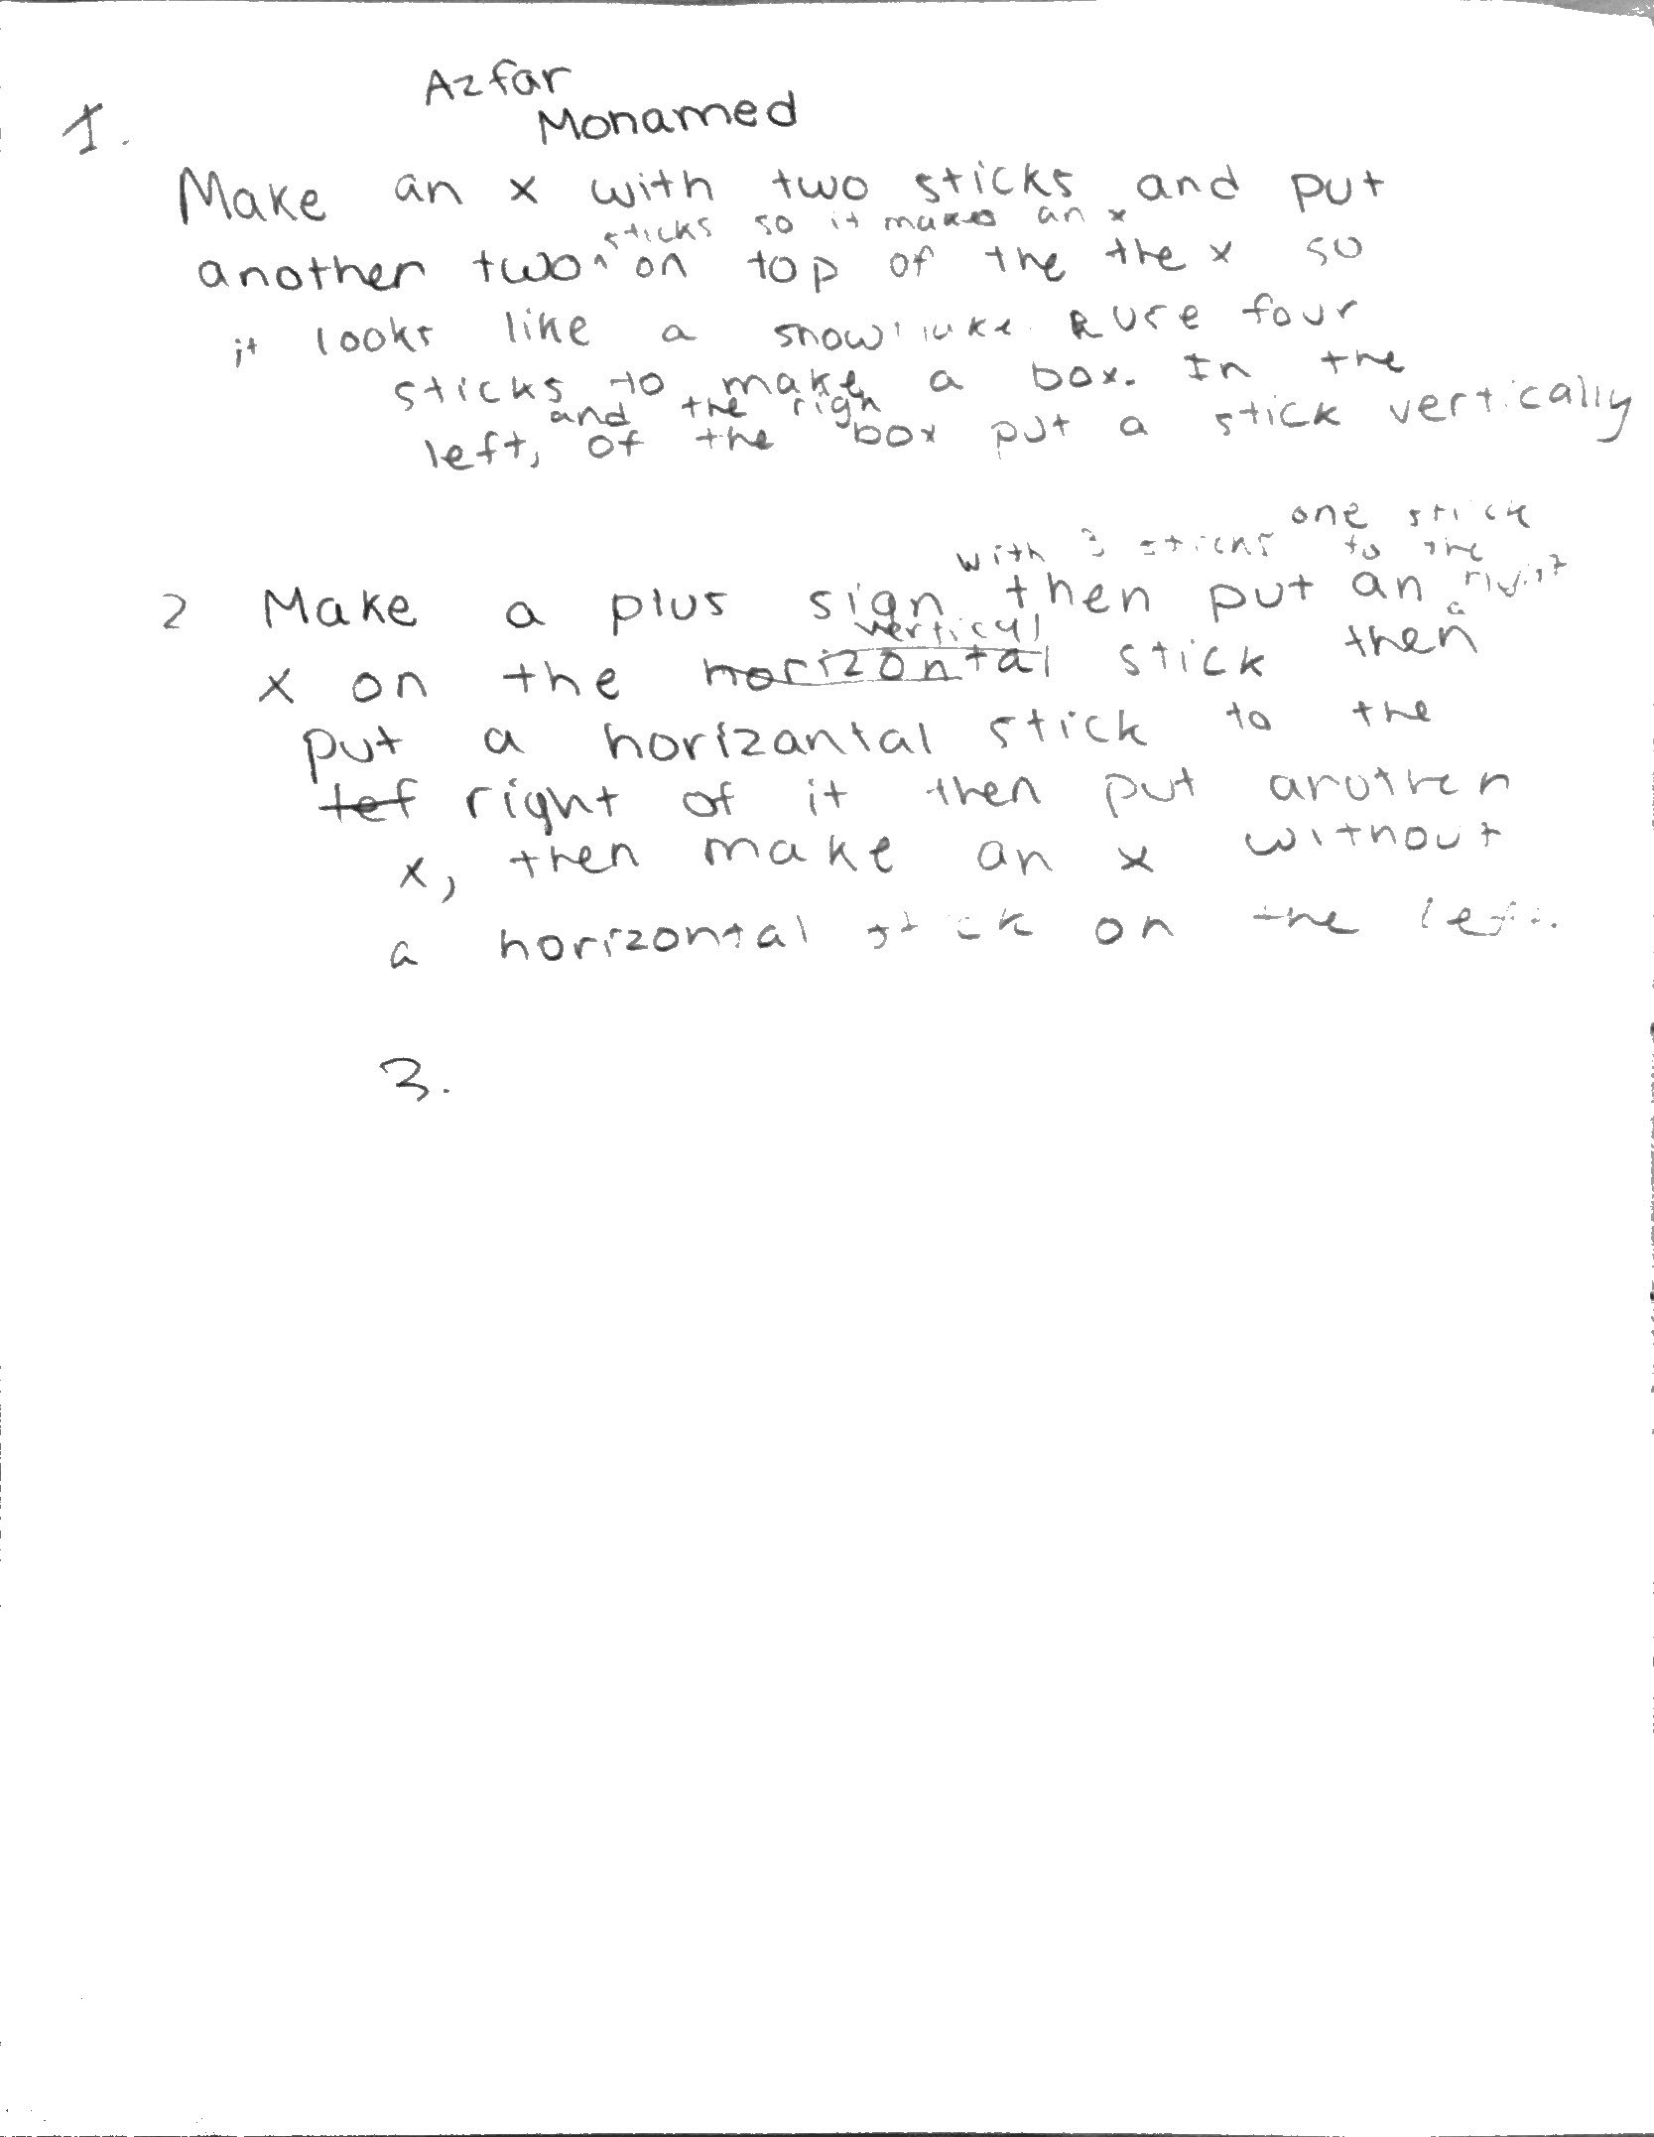 Azfar
Monamed
1.
Make an x with two sticks and put
sticks so it makes an x
another two ^ on top of the the x so
it looks like a snowflake. R use four
sticks to make a box. In the
and the righ
left, of the box put a stick vertically
one stick
with 3 sticks to the
2 Make a plus sign then put an right
vertical a
x on the horizontal stick then
put a horizantal stick to the
lef right of it then put another
x, then make an x without
a horizontal stick on the left.
3.